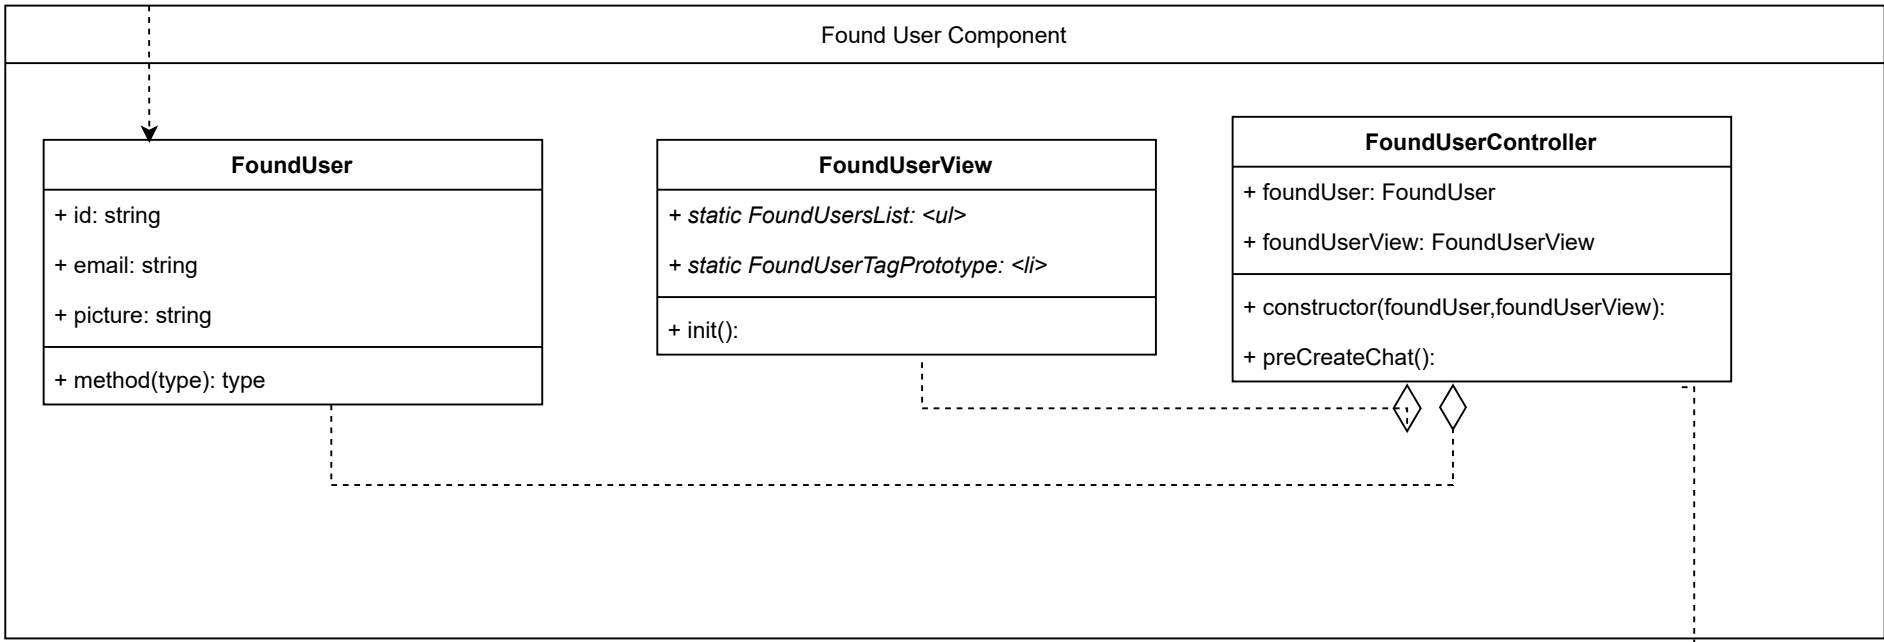 Found User Component
FoundUser
+ id: string
+ email: string
+ picture: string
+ method(type): type
FoundUserView
+ static FoundUsersList: <ul>
+ static FoundUserTagPrototype: <li>
+ init():
FoundUserController
+ foundUser: FoundUser
+ foundUserView: FoundUserView
+ constructor(foundUser,foundUserView):
+ preCreateChat():